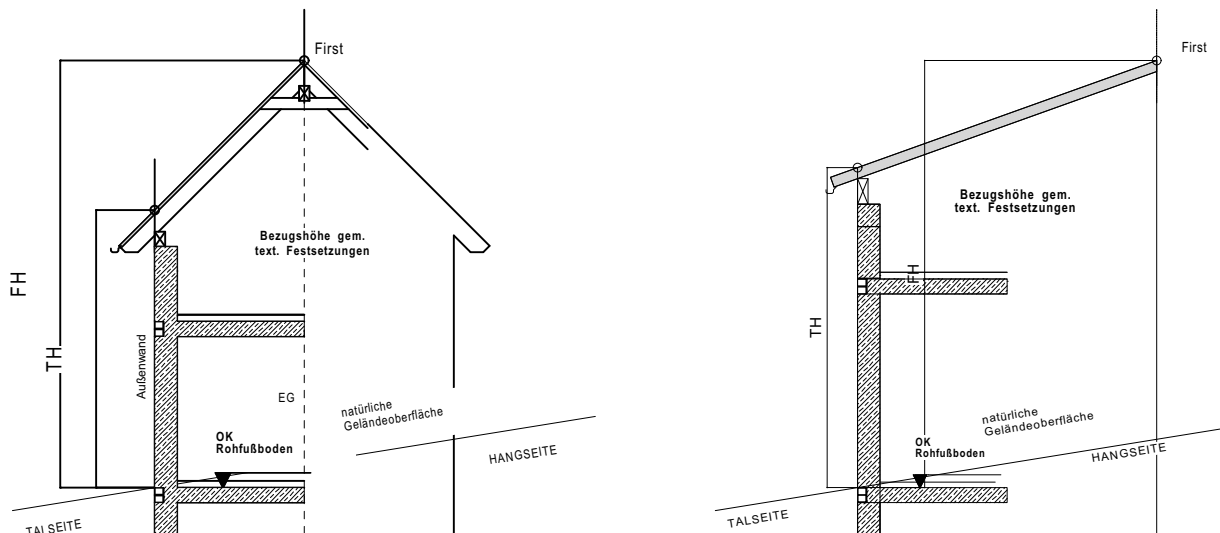 First
Bezugshöhe gem.
text. Festsetzungen
FH
TH
Außenwand
EG
natürliche
Geländeoberfläche
OK
Rohfußboden
HANGSEITE
TALSEITE
First
Bezugshöhe gem.
text. Festsetzungen
FH
TH
natürliche
Geländeoberfläche
OK
Rohfußboden
HANGSEITE
TALSEITE